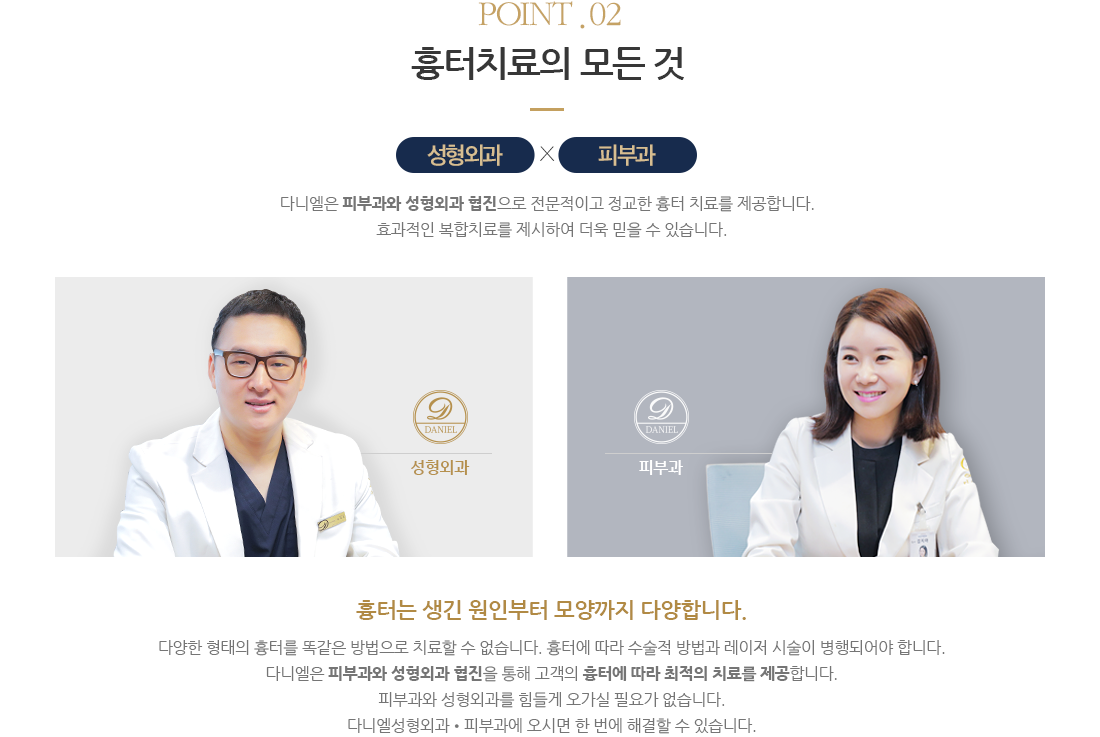 POINT .02
흉터치료의 모든 것
성형외과 X 피부과
다니엘은 피부과와 성형외과 협진으로 전문적이고 정교한 흉터 치료를 제공합니다.
효과적인 복합치료를 제시하여 더욱 믿을 수 있습니다.
D
DANIEL
성형외과
D
DANIEL
피부과
흉터는 생긴 원인부터 모양까지 다양합니다.
다양한 형태의 흉터를 똑같은 방법으로 치료할 수 없습니다. 흉터에 따라 수술적 방법과 레이저 시술이 병행되어야 합니다.
다니엘은 피부과와 성형외과 협진을 통해 고객의 흉터에 따라 최적의 치료를 제공합니다.
피부과와 성형외과를 힘들게 오가실 필요가 없습니다.
다니엘성형외과 • 피부과에 오시면 한 번에 해결할 수 있습니다.